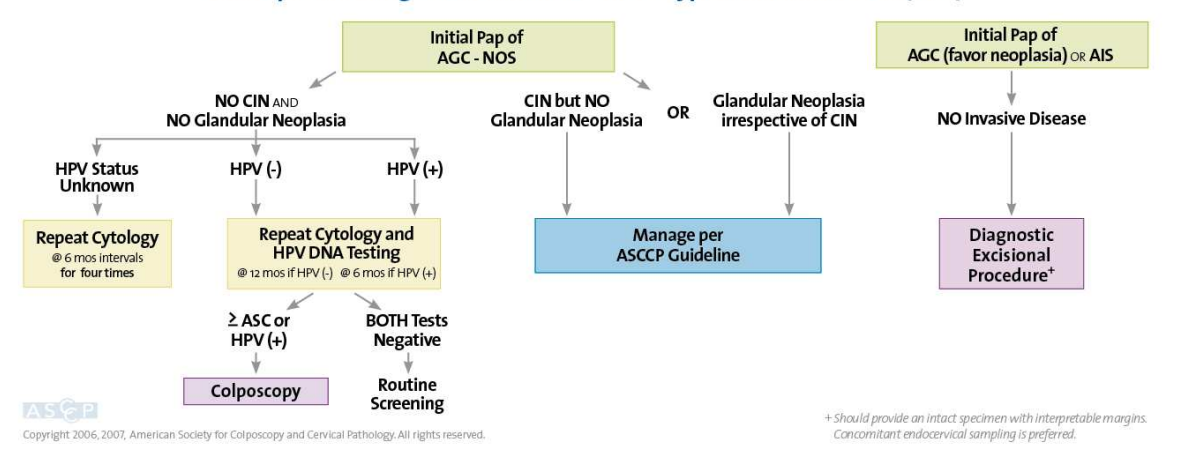 Initial Pap of
AGC - NOS
Initial Pap of
AGC (favor neoplasia) OR AIS
NO CIN AND
NO Glandular Neoplasia
CIN but NO
Glandular Neoplasia
OR
Glandular Neoplasia
irrespective of CIN
NO Invasive Disease
HPV Status
Unknown
HPV (-)
HPV (+)
Repeat Cytology
@ 6 mos intervals
for four times
Repeat Cytology and
HPV DNA Testing
@ 12 mos if HPV (-) @ 6 mos if HPV (+)
Manage per
ASCCP Guideline
Diagnostic
Excisional
Procedure+
≥ ASC or
HPV (+)
BOTH Tests
Negative
Colposcopy
Routine
Screening
ASCCP
Copyright 2006, 2007, American Society for Colposcopy and Cervical Pathology. All rights reserved.
+ Should provide an intact specimen with interpretable margins.
Concomitant endocervical sampling is preferred.